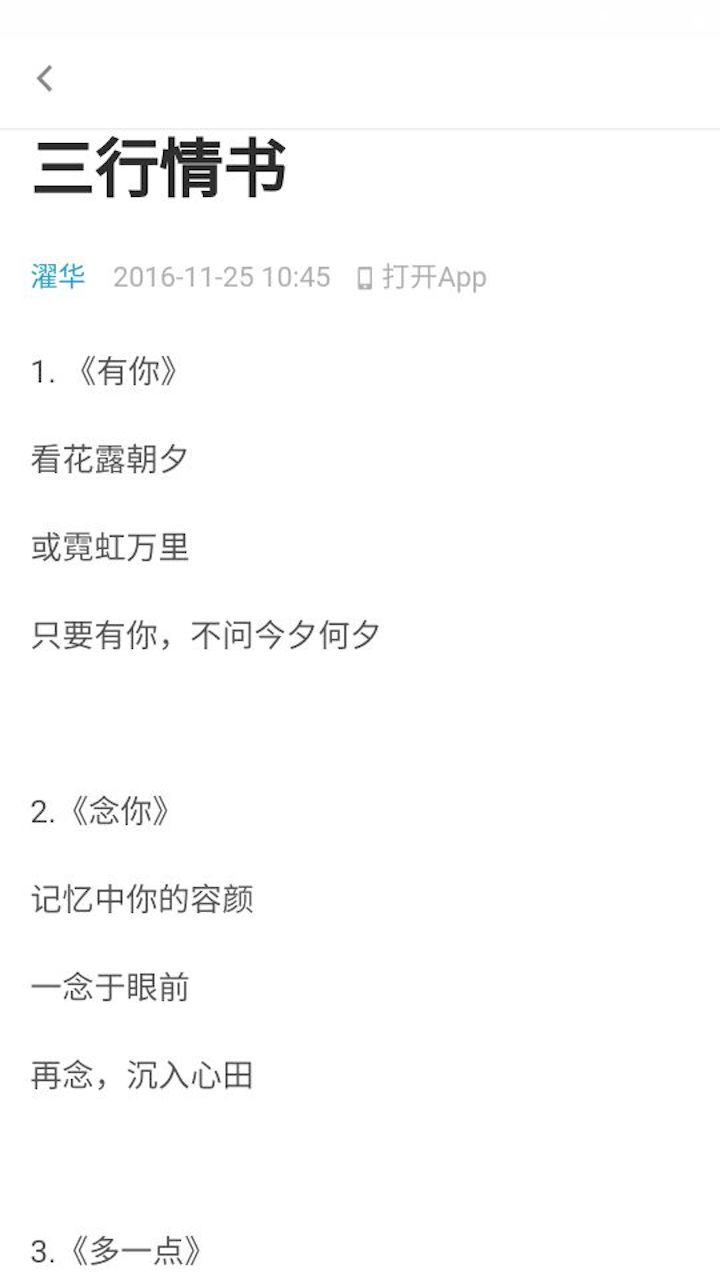 三行情书
濯华 2016-11-25 10:45 打开App
1. 《有你》
看花露朝夕
或霓虹万里
只要有你，不问今夕何夕
2.《念你》
记忆中你的容颜
一念于眼前
再念，沉入心田
3.《多一点》